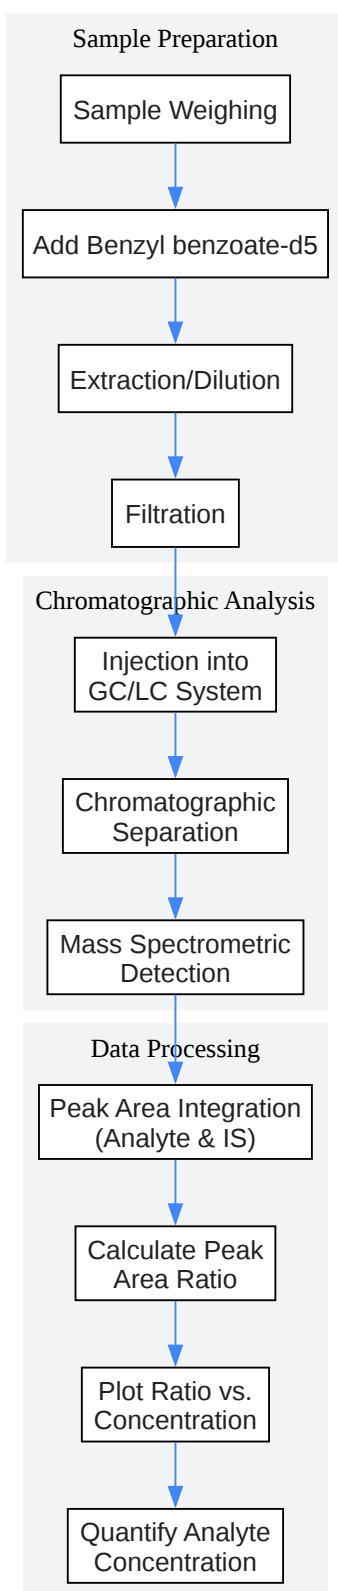 Sample Preparation
Sample Weighing
Add Benzyl benzoate-d5
Extraction/Dilution
Filtration
Chromatographic Analysis
Injection into
GC/LC System
Chromatographic
Separation
Mass Spectrometric
Detection
Data Processing
Peak Area Integration
(Analyte & IS)
Calculate Peak
Area Ratio
Plot Ratio vs.
Concentration
Quantify Analyte
Concentration